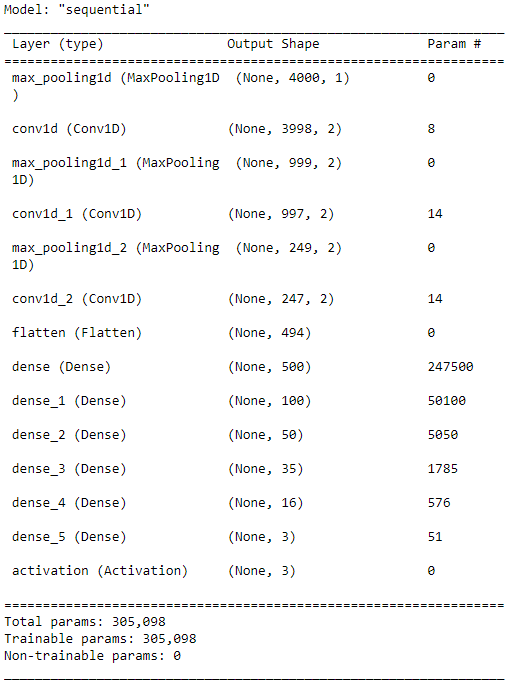 Model: "sequential"
Layer (type) Output Shape Param #
max_pooling1d (MaxPooling1D (None, 4000, 1) 0
)
conv1d (Conv1D) (None, 3998, 2) 8
max_pooling1d_1 (MaxPooling (None, 999, 2) 0
1D)
conv1d_1 (Conv1D) (None, 997, 2) 14
max_pooling1d_2 (MaxPooling (None, 249, 2) 0
1D)
conv1d_2 (Conv1D) (None, 247, 2) 14
flatten (Flatten) (None, 494) 0
dense (Dense) (None, 500) 247500
dense_1 (Dense) (None, 100) 50100
dense_2 (Dense) (None, 50) 5050
dense_3 (Dense) (None, 35) 1785
dense_4 (Dense) (None, 16) 576
dense_5 (Dense) (None, 3) 51
activation (Activation) (None, 3) 0
Total params: 305,098
Trainable params: 305,098
Non-trainable params: 0